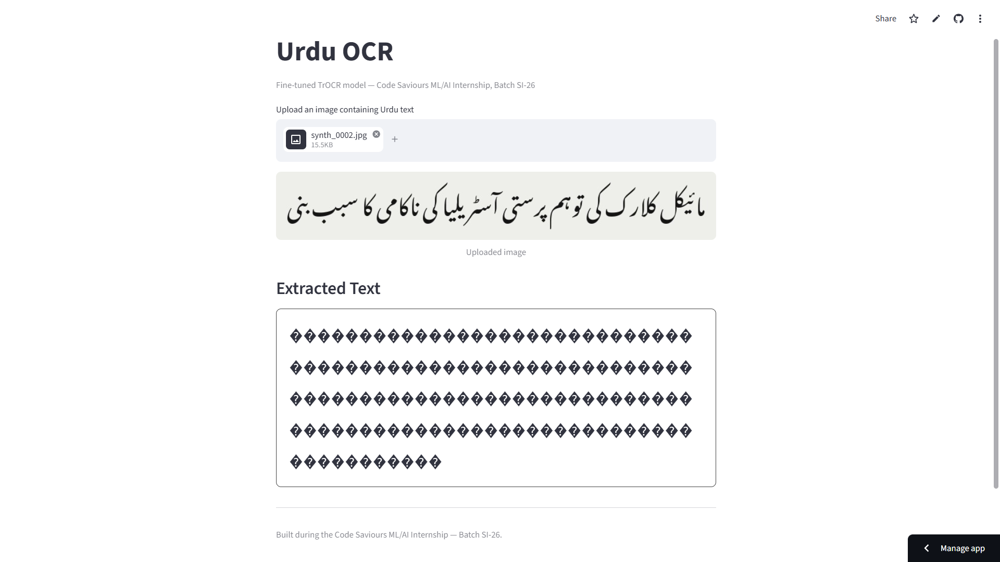 Share
Urdu OCR
Fine-tuned TrOCR model — Code Saviours ML/AI Internship, Batch SI-26
Upload an image containing Urdu text
synth_0002.jpg
15.5KB
مائیکل کلارک کی توہم پرستی آسٹریلیا کی ناکامی کا سبب بنی
Uploaded image
Extracted Text
�����������������������������
�����������������������������
�����������������������������
�����������������������������
�����������
Built during the Code Saviours ML/AI Internship — Batch SI-26.
Manage app